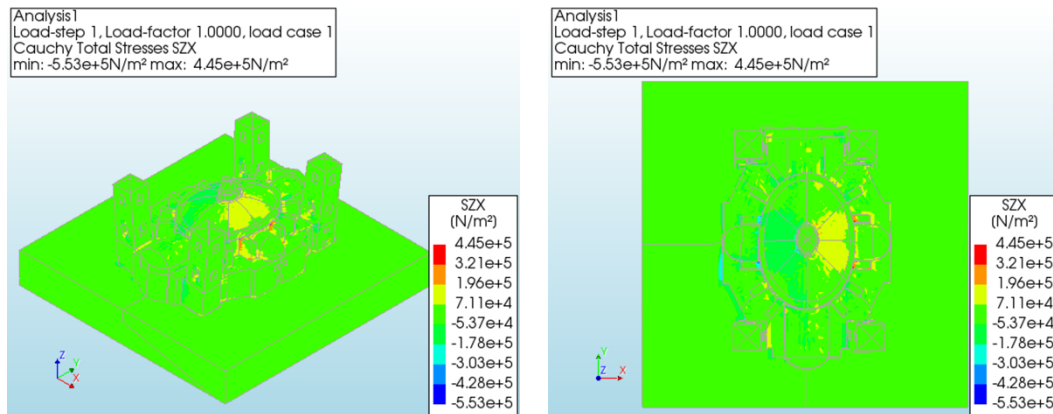 Analysis1
Load-step 1, Load-factor 1.0000, load case 1
Cauchy Total Stresses SZX
min: -5.53e+5N/m² max: 4.45e+5N/m²
SZX
(N/m²)
4.45e+5
3.21e+5
1.96e+5
7.11e+4
-5.37e+4
-1.78e+5
-3.03e+5
-4.28e+5
-5.53e+5
Z
Y
X
Analysis1
Load-step 1, Load-factor 1.0000, load case 1
Cauchy Total Stresses SZX
min: -5.53e+5N/m² max: 4.45e+5N/m²
SZX
(N/m²)
4.45e+5
3.21e+5
1.96e+5
7.11e+4
-5.37e+4
-1.78e+5
-3.03e+5
-4.28e+5
-5.53e+5
Y
Z X